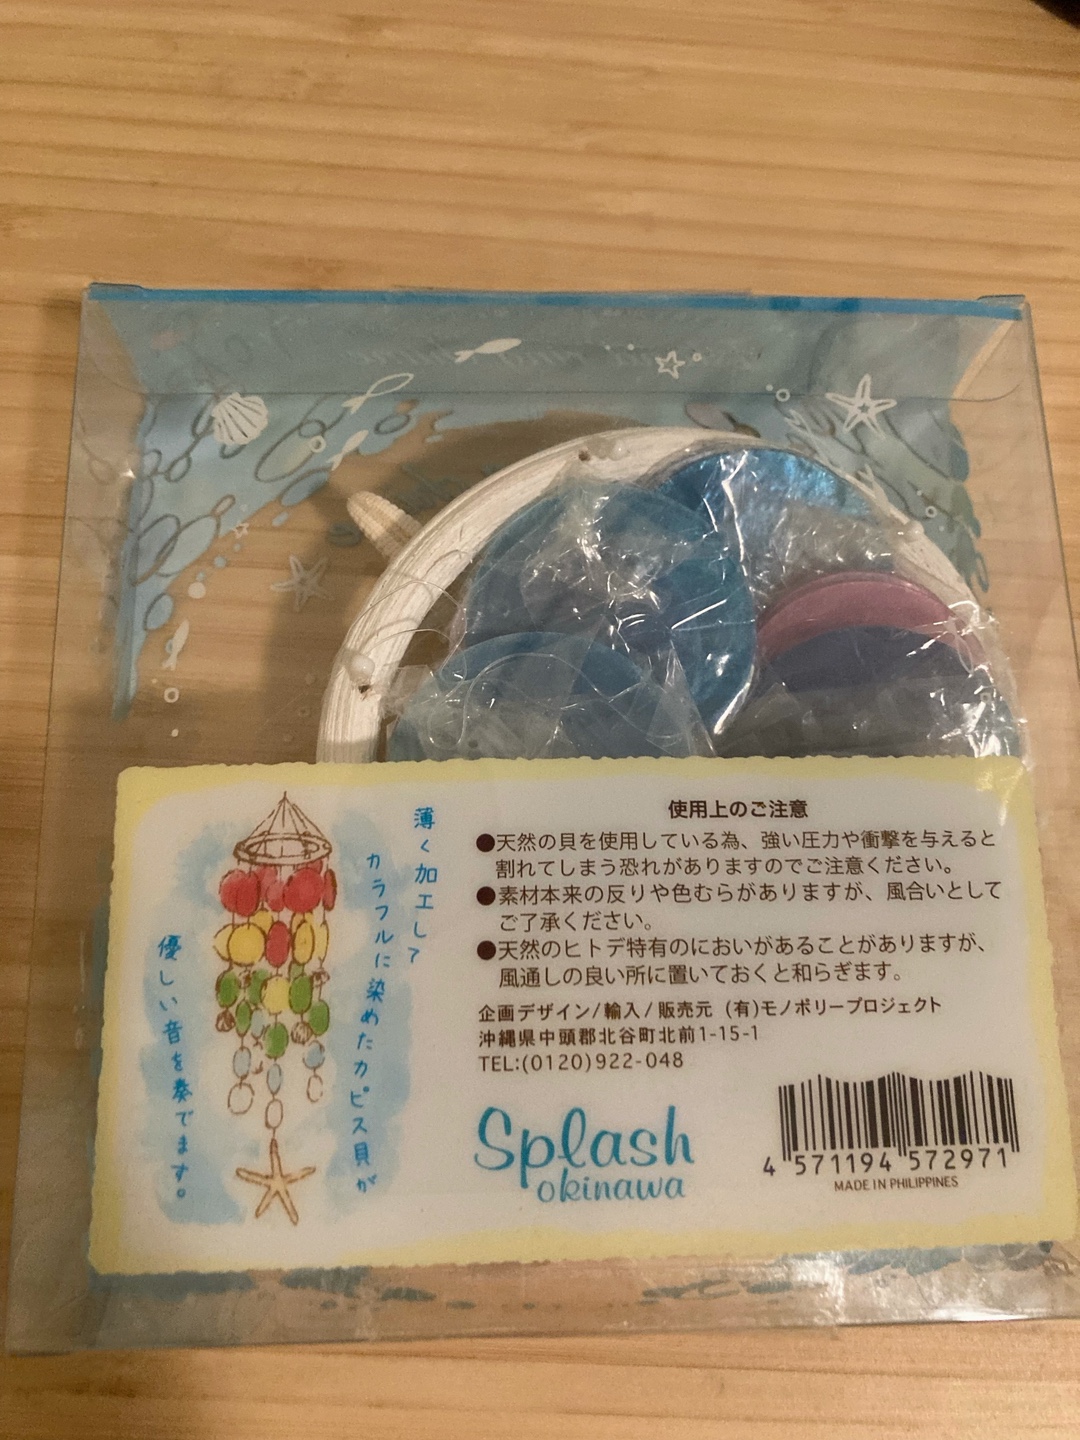 薄く加工して
カラフルに染めたカピス貝が
優しい音を奏でます。
使用上のご注意
●天然の貝を使用している為、強い圧力や衝撃を与えると
割れてしまう恐れがありますのでご注意ください。
●素材本来の反りや色むらがありますが、風合いとして
ご了承ください。
●天然のヒトデ特有のにおいがあることがありますが、
風通しの良い所に置いておくと和らぎます。
企画デザイン/輸入/販売元 (有)モノポリープロジェクト
沖縄県中頭郡北谷町北前1-15-1
TEL:(0120)922-048
Splash
okinawa
4 571194 572971
MADE IN PHILIPPINES